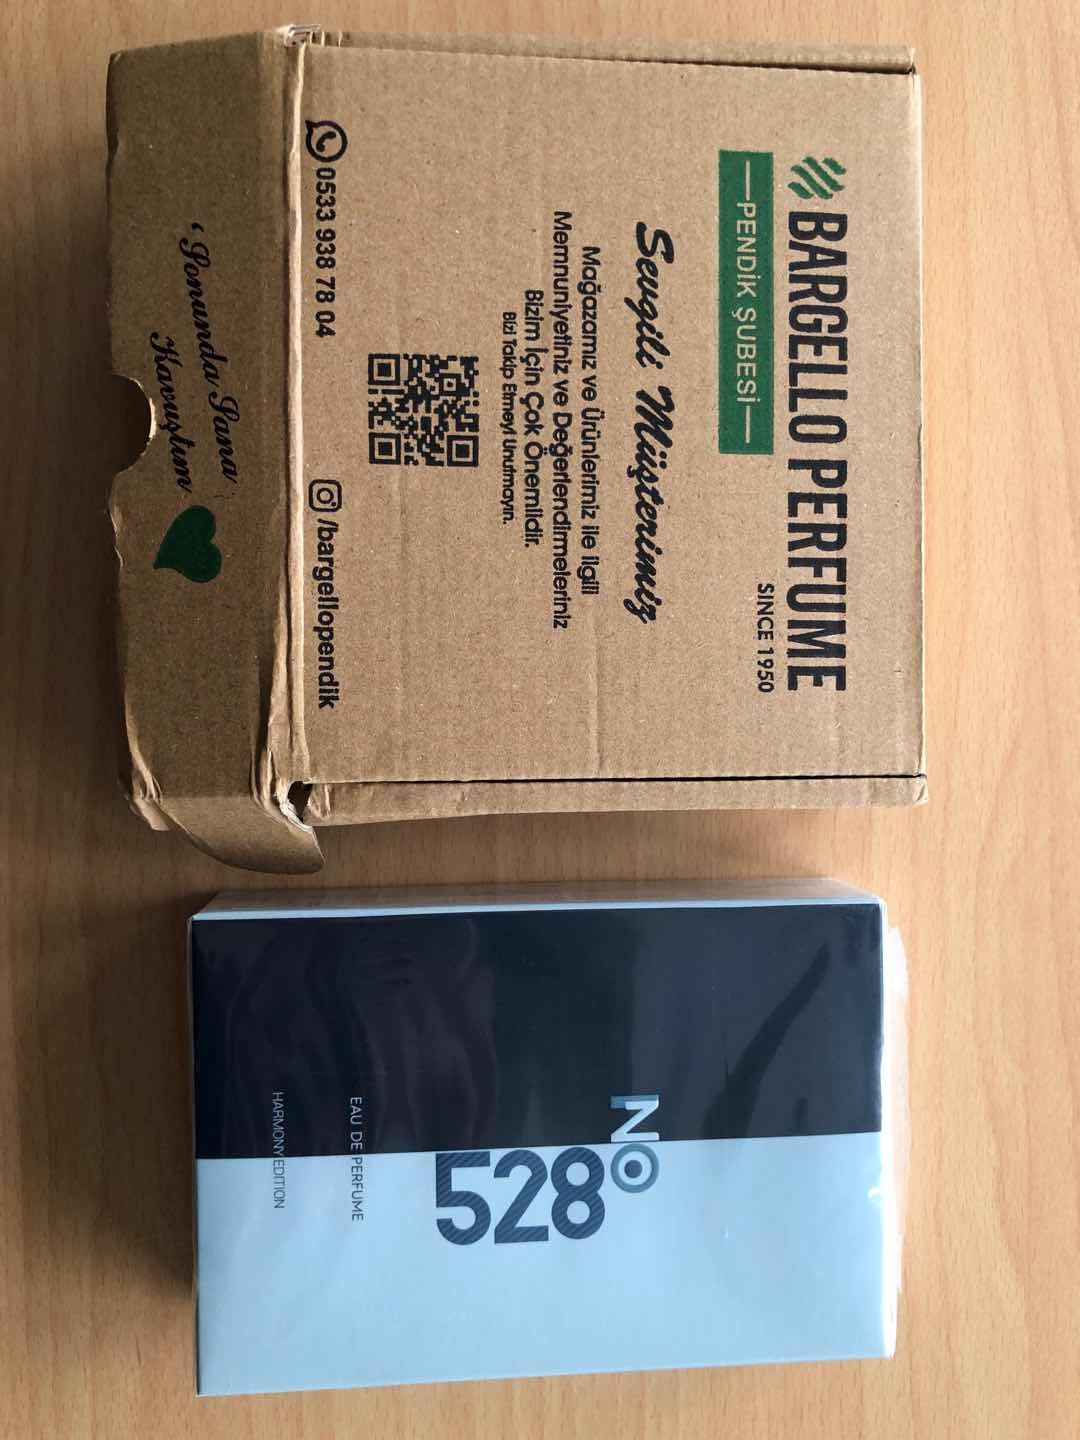 BARGELLO PERFUME
SINCE 1950
PENDİK ŞUBESİ
Sevgili Müşterimiz
Mağazamız ve Ürünlerimiz ile ilgili
Memnuniyetiniz ve Değerlendirmeleriniz
Bizim İçin Çok Önemlidir.
Bizi Takip Etmeyi Unutmayın.
0533 938 78 04
/bargellopendik
‘Sonunda Sana
Kavuştum
NO
528
EAU DE PERFUME
HARMONY EDITION